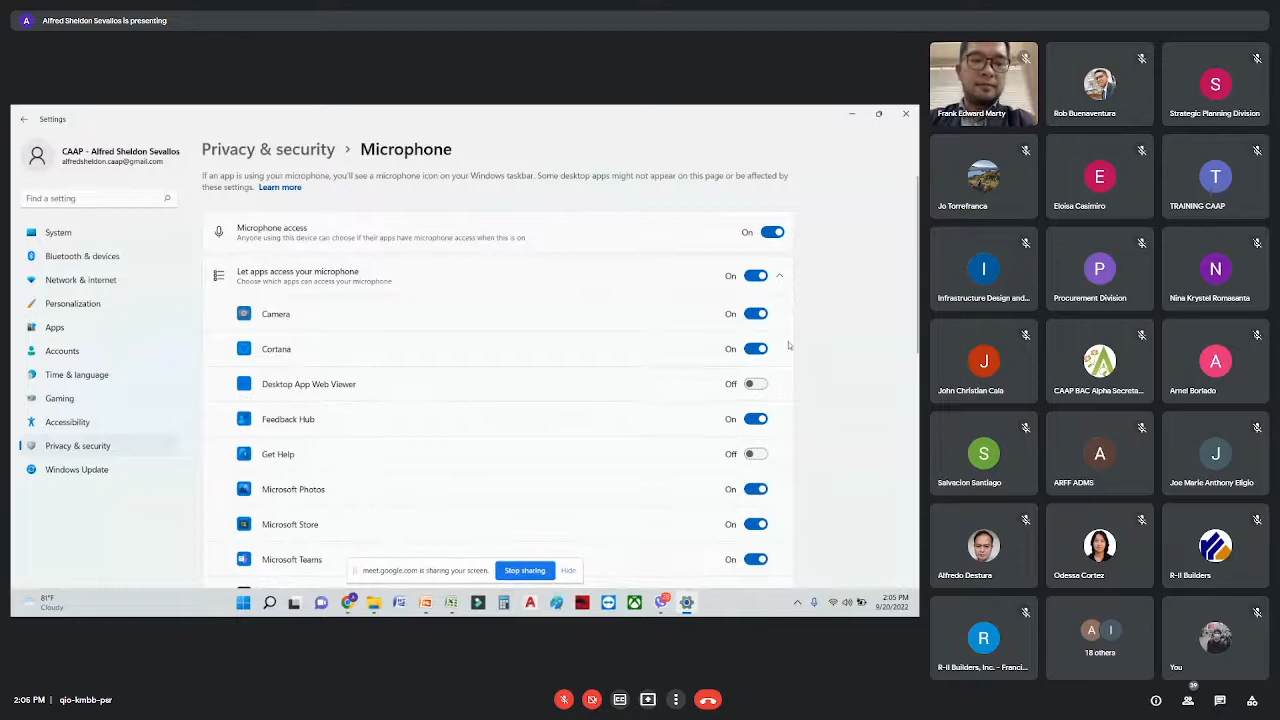 A Alfred Sheldon Sevallos is presenting
Settings
CAAP - Alfred Sheldon Sevallos
alfredsheldon.caap@gmail.com
Find a setting
System
Bluetooth & devices
Network & internet
Personalization
Apps
Accounts
Time & language
Gaming
Accessibility
Privacy & security
Windows Update
Privacy & security > Microphone
If an app is using your microphone, you'll see a microphone icon on your Windows taskbar. Some desktop apps might not appear on this page or be affected by
these settings. Learn more
Microphone access
Anyone using this device can choose if their apps have microphone access when this is on
On
Let apps access your microphone
Choose which apps can access your microphone
On
Camera On
Cortana On
Desktop App Web Viewer Off
Feedback Hub On
Get Help Off
Microsoft Photos On
Microsoft Store On
Microsoft Teams On
meet.google.com is sharing your screen. Stop sharing Hide
81°F
Cloudy
2:05 PM
9/20/2022
Frank Edward Marty
Rob Buenaventura
S
Strategic Planning Division
Jo Torrefranca
E
Eloisa Casimiro
T
TRAINING CAAP
I
Infrastructure Design and...
P
Procurement Division
N
Nina Krytel Romasanta
J
John Christian Cala
CAAP BAC Alpha Secreta...
A
Arnel Borlado
S
Salvacion Santiago
A
ARFF ADMS
J
Joe Marie Anthony Eligio
Alfredo Destura
Odessa Cortez
R-II Builders
R
R-II Builders, Inc. - Franci...
A I
18 others
You
2:05 PM | qio-kmbb-psr
39